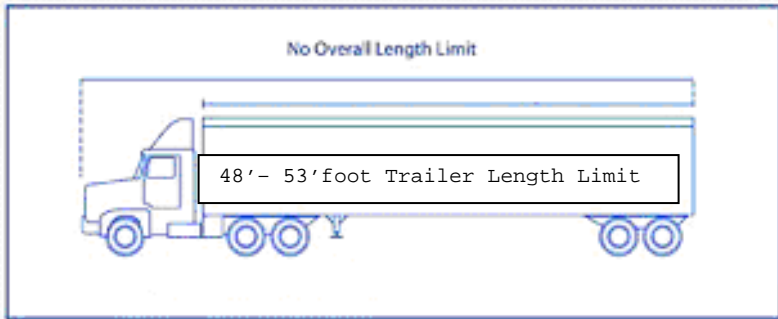 No Overall Length Limit
48’– 53’foot Trailer Length Limit